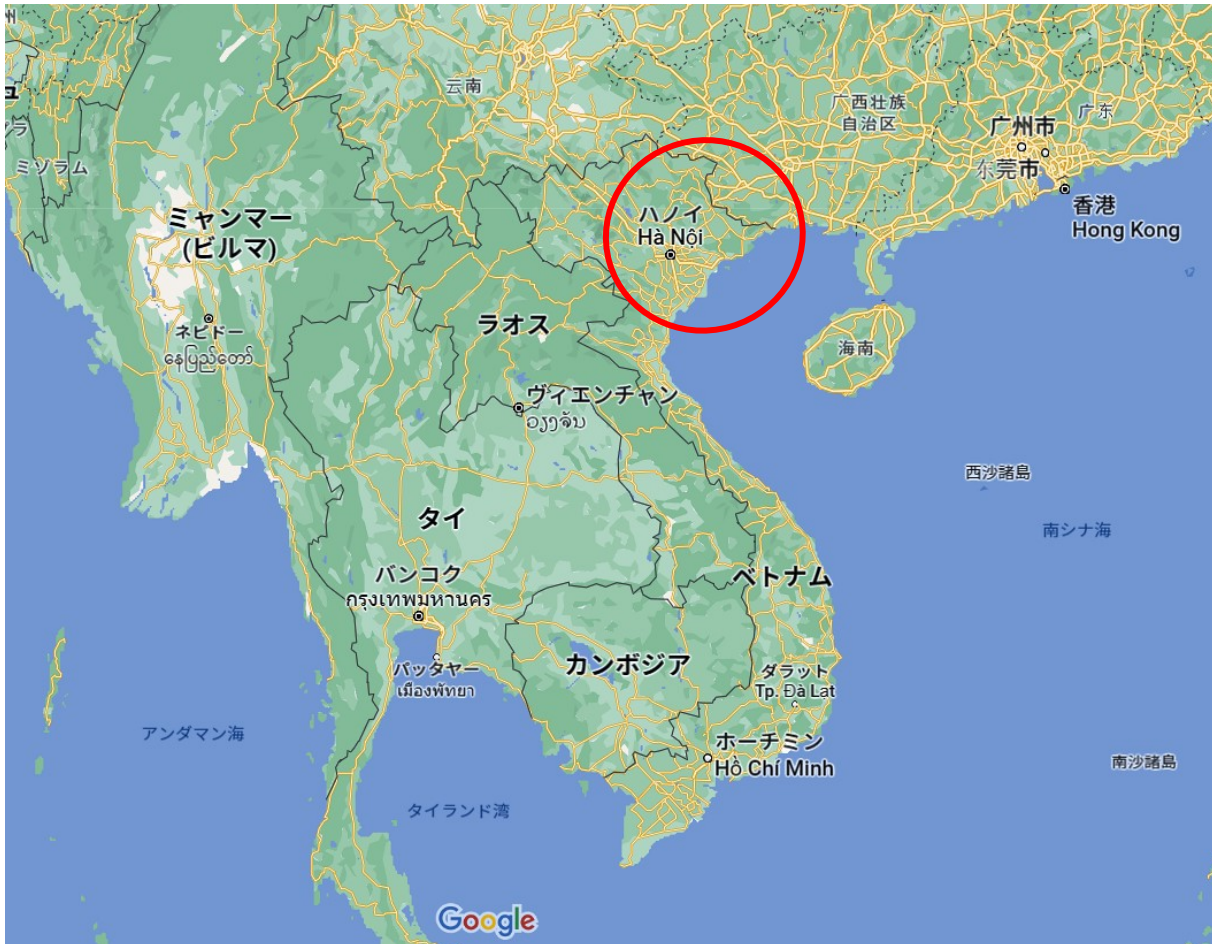 州
云南
广西壮族
自治区
广东
广州市
东莞市
香港
Hong Kong
ミゾラム
ミャンマー
(ビルマ)
ハノイ
Hà Nội
ネピドー
နေပြည်တော်
ラオス
海南
ヴィエンチャン
ວຽງຈັນ
西沙諸島
タイ
南シナ海
バンコク
กรุงเทพมหานคร
ベトナム
カンボジア
パッタヤー
เมืองพัทยา
ダラット
Tp. Đà Lạt
アンダマン海
ホーチミン
Hồ Chí Minh
南沙諸島
タイランド湾
Google